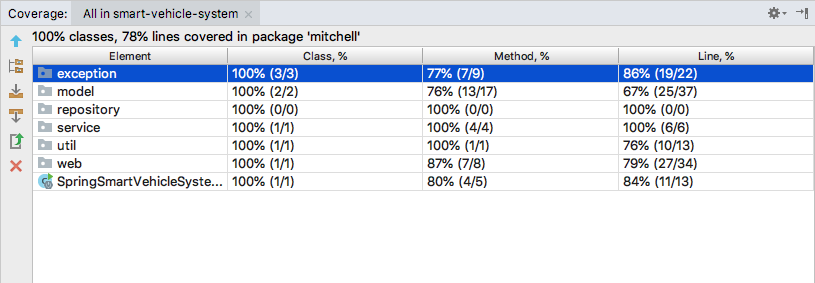 Coverage: All in smart-vehicle-system
100% classes, 78% lines covered in package 'mitchell'
Element Class, % Method, % Line, %
exception 100% (3/3) 77% (7/9) 86% (19/22)
model 100% (2/2) 76% (13/17) 67% (25/37)
repository 100% (0/0) 100% (0/0) 100% (0/0)
service 100% (1/1) 100% (4/4) 100% (6/6)
util 100% (1/1) 100% (1/1) 76% (10/13)
web 100% (1/1) 87% (7/8) 79% (27/34)
SpringSmartVehicleSyste... 100% (1/1) 80% (4/5) 84% (11/13)